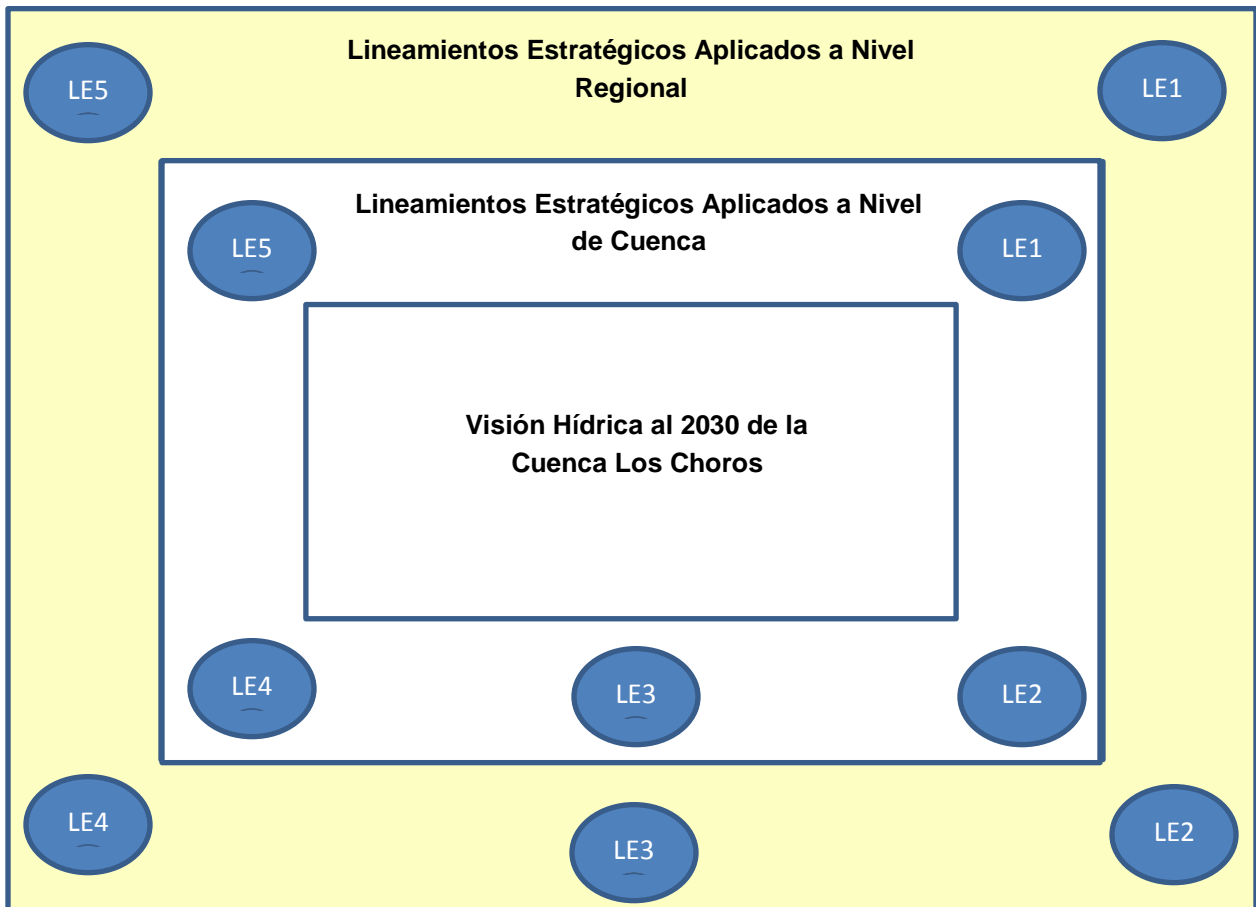 Lineamientos Estratégicos Aplicados a Nivel
Regional
LE5
LE1
Lineamientos Estratégicos Aplicados a Nivel
de Cuenca
LE5
LE1
Visión Hídrica al 2030 de la
Cuenca Los Choros
LE4
LE3
LE2
LE4
LE3
LE2